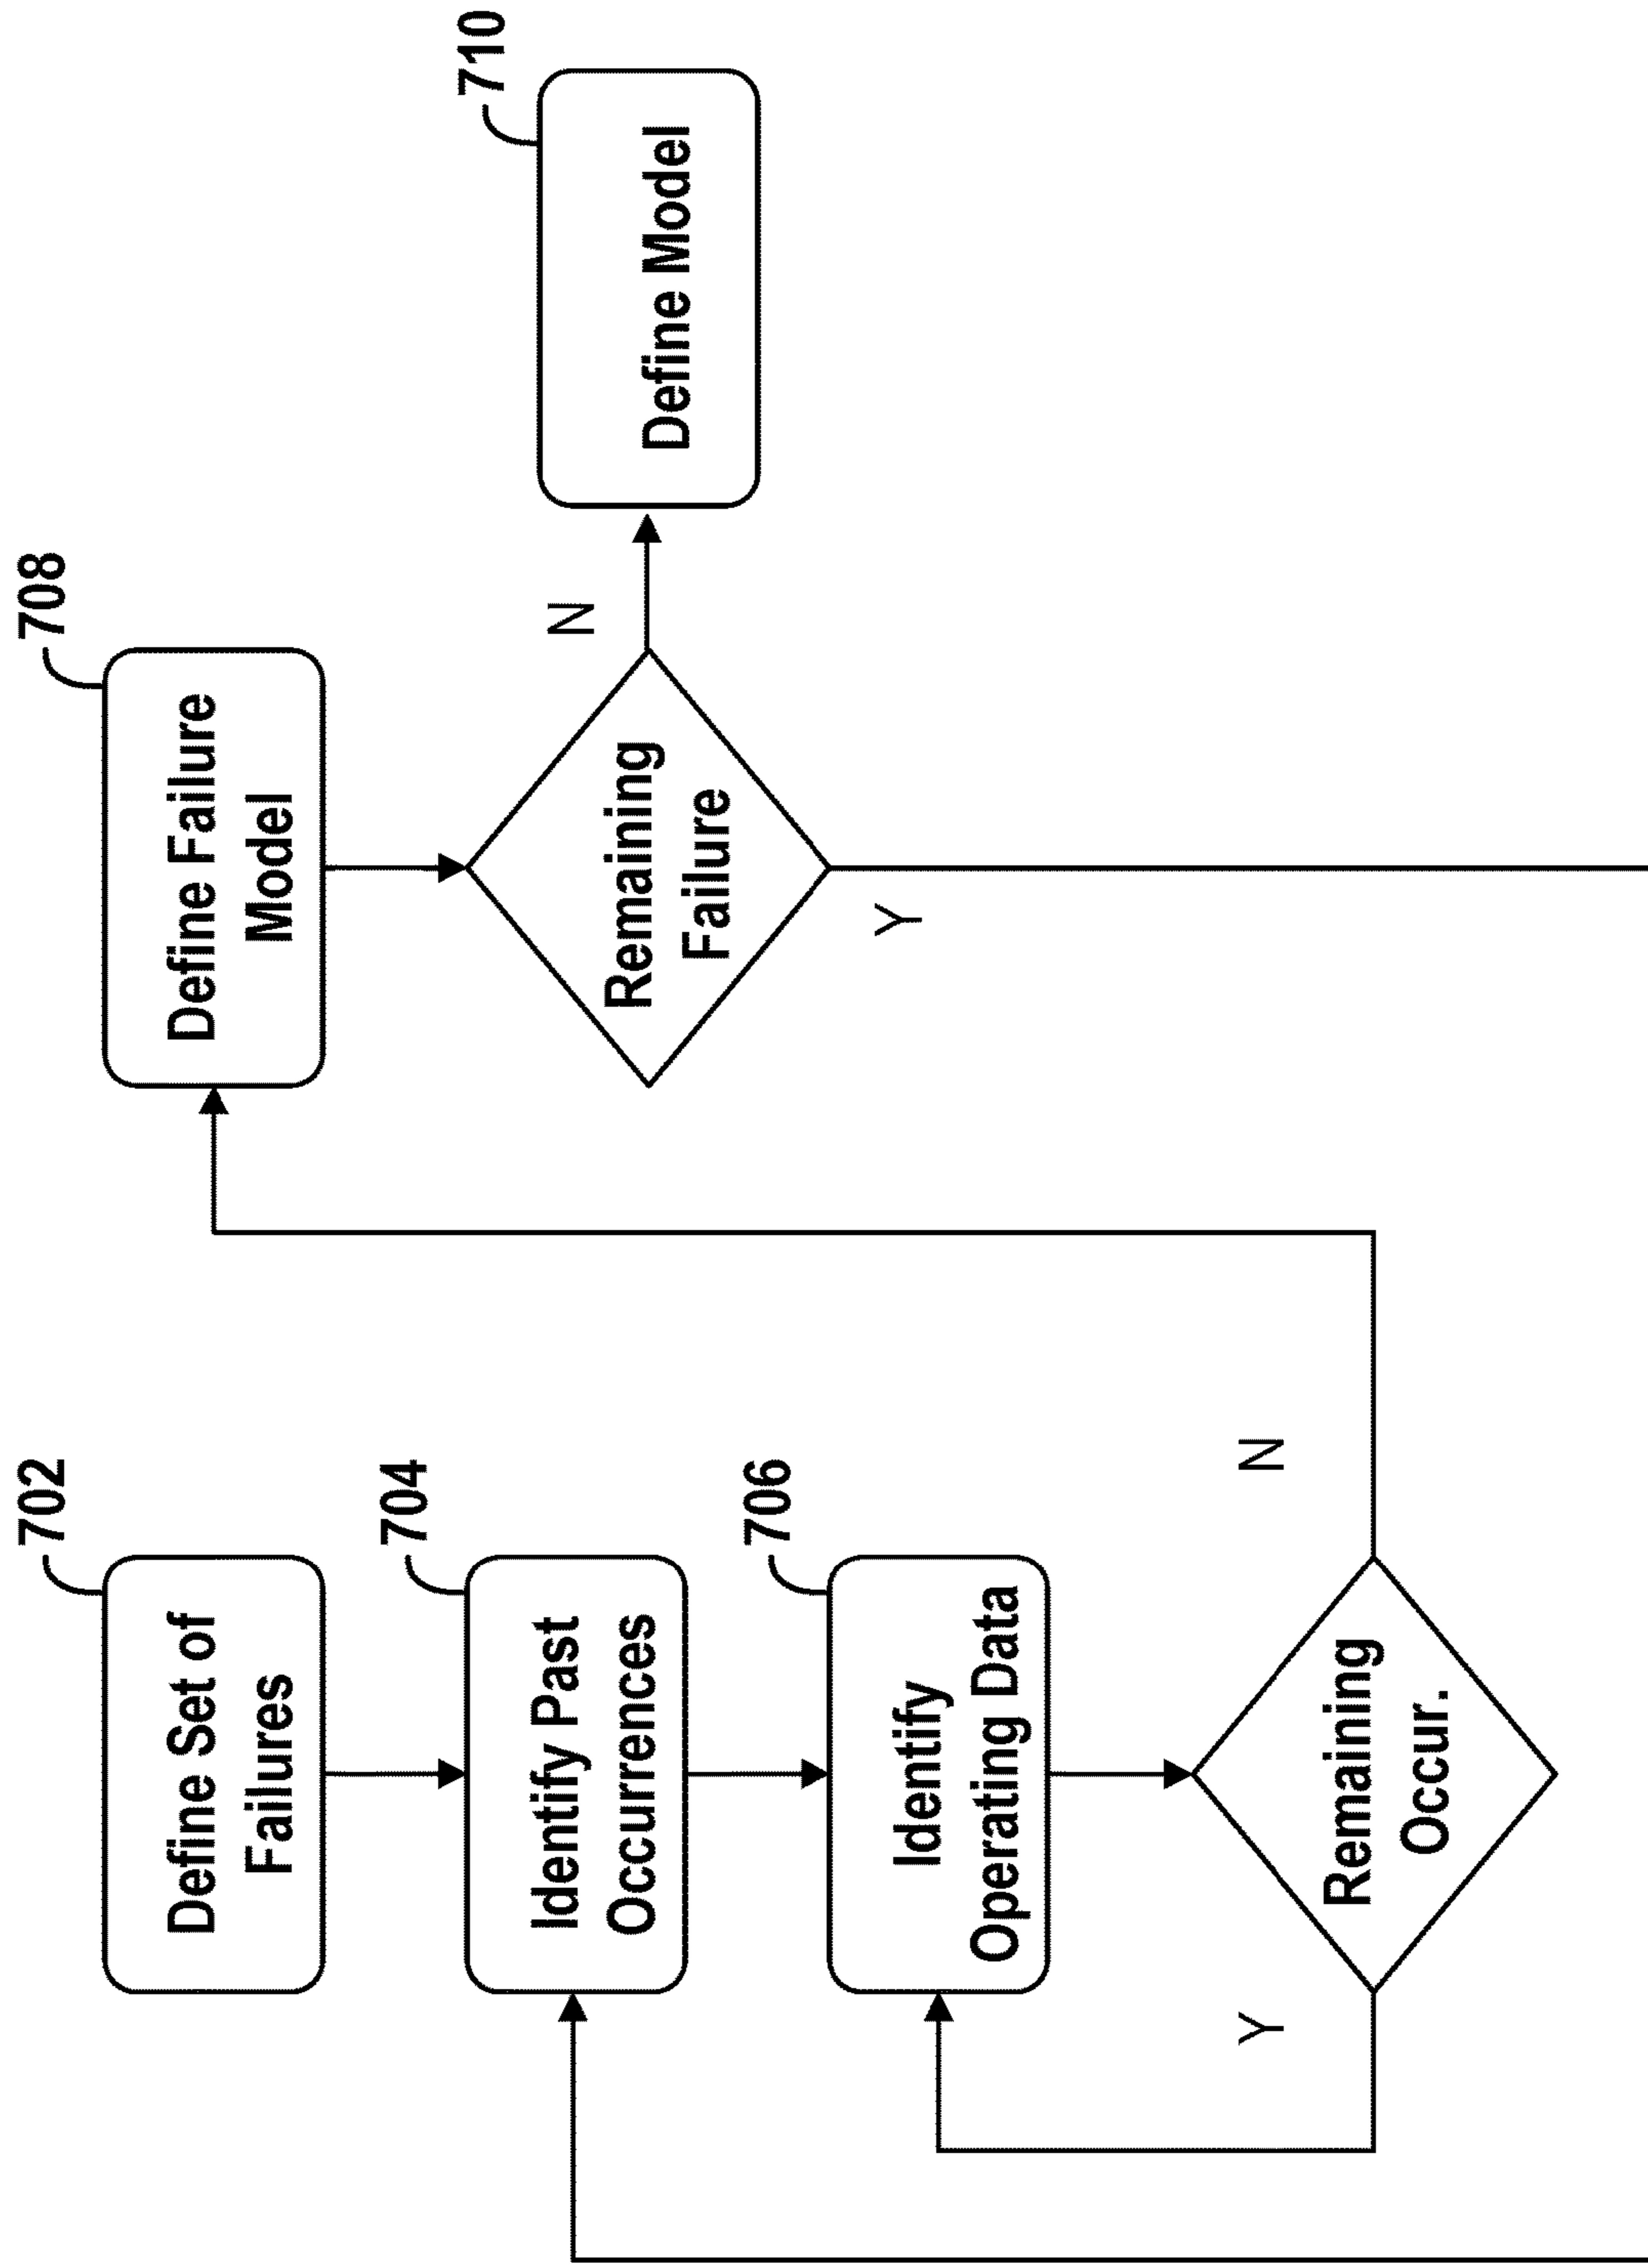 702
Define Set of
Failures
704
Identify Past
Occurrences
706
Identify
Operating Data
Remaining
Occur.
Y
N
708
Define Failure
Model
Remaining
Failure
Y
N
710
Define Model